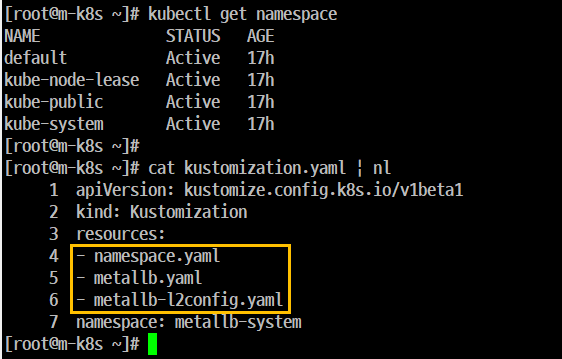 [root@m-k8s ~]# kubectl get namespace
NAME              STATUS   AGE
default           Active   17h
kube-node-lease   Active   17h
kube-public       Active   17h
kube-system       Active   17h
[root@m-k8s ~]#
[root@m-k8s ~]# cat kustomization.yaml | nl
     1  apiVersion: kustomize.config.k8s.io/v1beta1
     2  kind: Kustomization
     3  resources:
     4  - namespace.yaml
     5  - metallb.yaml
     6  - metallb-l2config.yaml
     7  namespace: metallb-system
[root@m-k8s ~]#